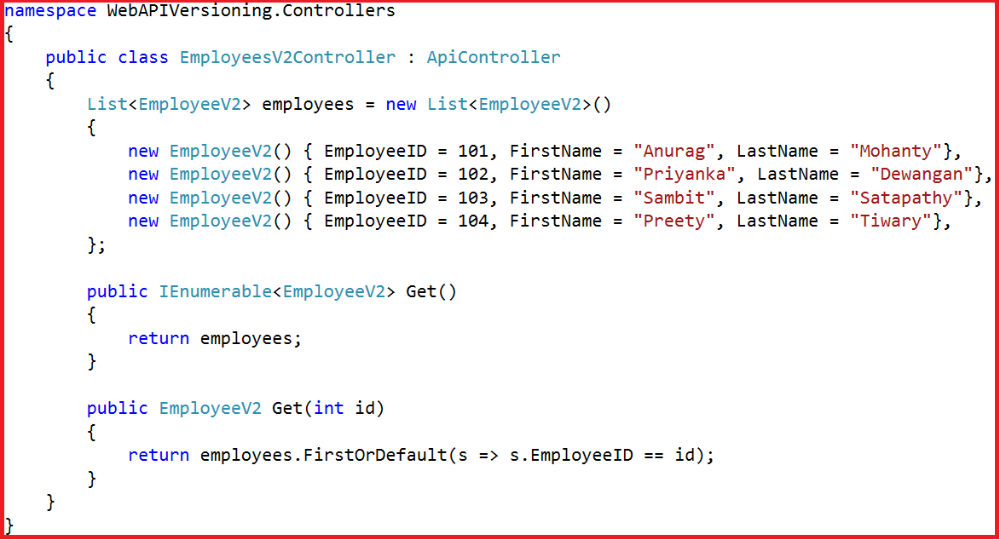 namespace WebAPIVersioning.Controllers
{
    public class EmployeesV2Controller : ApiController
    {
        List<EmployeeV2> employees = new List<EmployeeV2>()
        {
            new EmployeeV2() { EmployeeID = 101, FirstName = "Anurag", LastName = "Mohanty"},
            new EmployeeV2() { EmployeeID = 102, FirstName = "Priyanka", LastName = "Dewangan"},
            new EmployeeV2() { EmployeeID = 103, FirstName = "Sambit", LastName = "Satapathy"},
            new EmployeeV2() { EmployeeID = 104, FirstName = "Preety", LastName = "Tiwary"},
        };

        public IEnumerable<EmployeeV2> Get()
        {
            return employees;
        }

        public EmployeeV2 Get(int id)
        {
            return employees.FirstOrDefault(s => s.EmployeeID == id);
        }
    }
}